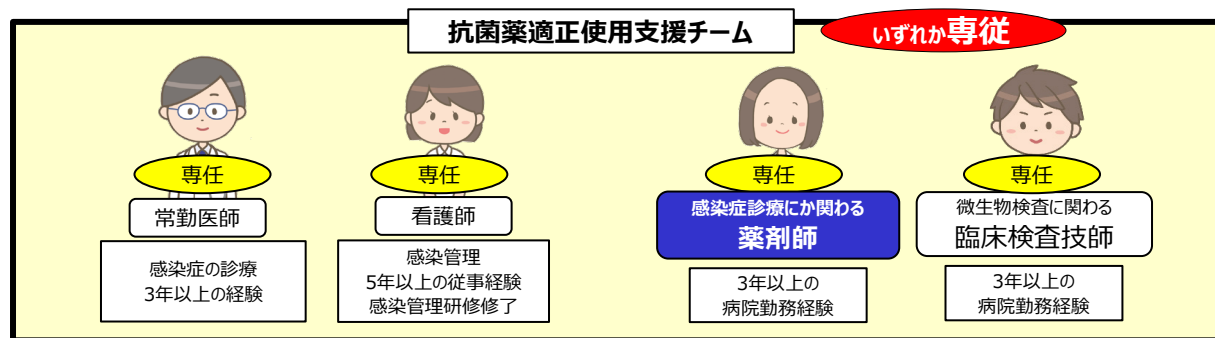 抗菌薬適正使用支援チーム
いずれか専従
専任
常勤医師
感染症の診療
3年以上の経験
専任
看護師
感染管理
5年以上の従事経験
感染管理研修修了
専任
感染症診療にか関わる
薬剤師
3年以上の
病院勤務経験
専任
微生物検査に関わる
臨床検査技師
3年以上の
病院勤務経験